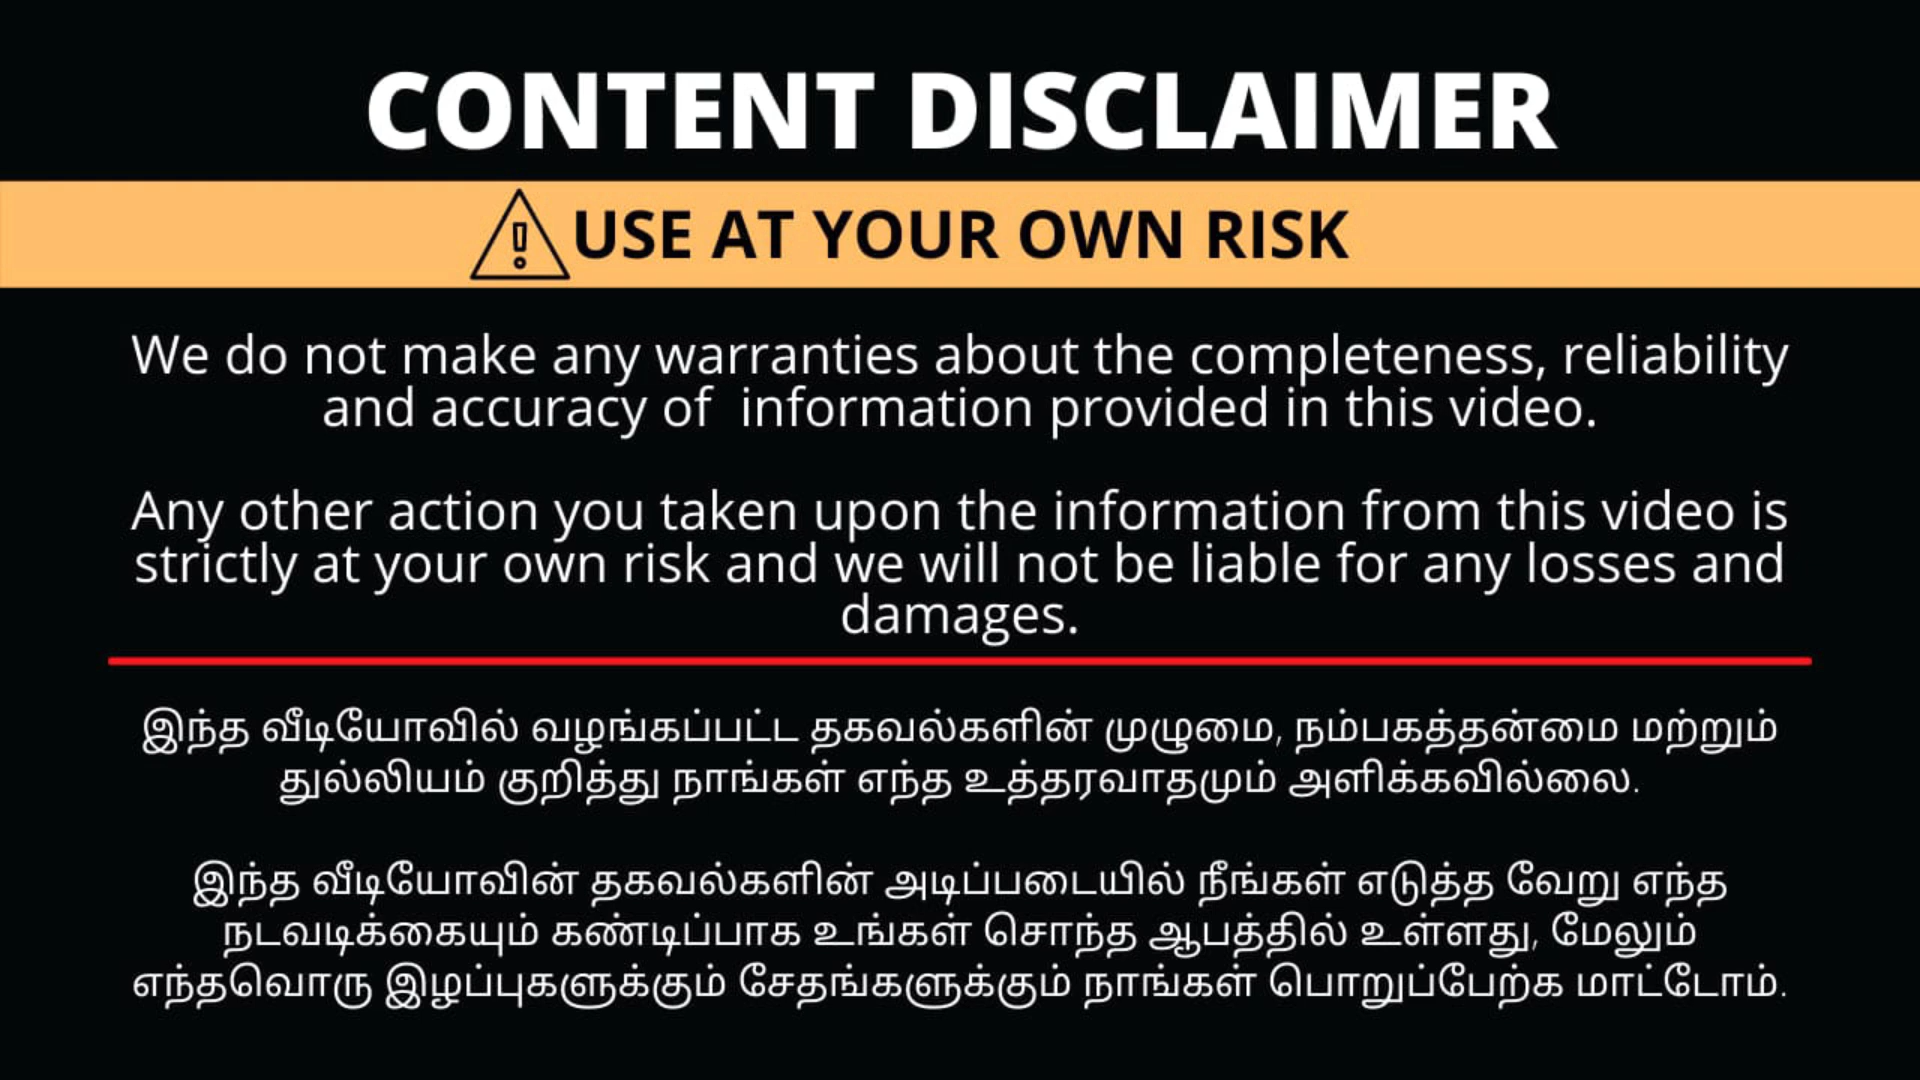 CONTENT DISCLAIMER
USE AT YOUR OWN RISK
We do not make any warranties about the completeness, reliability
and accuracy of  information provided in this video.
Any other action you taken upon the information from this video is
strictly at your own risk and we will not be liable for any losses and
damages.
இந்த வீடியோவில் வழங்கப்பட்ட தகவல்களின் முழுமை, நம்பகத்தன்மை மற்றும்
துல்லியம் குறித்து நாங்கள் எந்த உத்தரவாதமும் அளிக்கவில்லை.
இந்த வீடியோவின் தகவல்களின் அடிப்படையில் நீங்கள் எடுத்த வேறு எந்த
நடவடிக்கையும் கண்டிப்பாக உங்கள் சொந்த ஆபத்தில் உள்ளது, மேலும்
எந்தவொரு இழப்புகளுக்கும் சேதங்களுக்கும் நாங்கள் பொறுப்பேற்க மாட்டோம்.